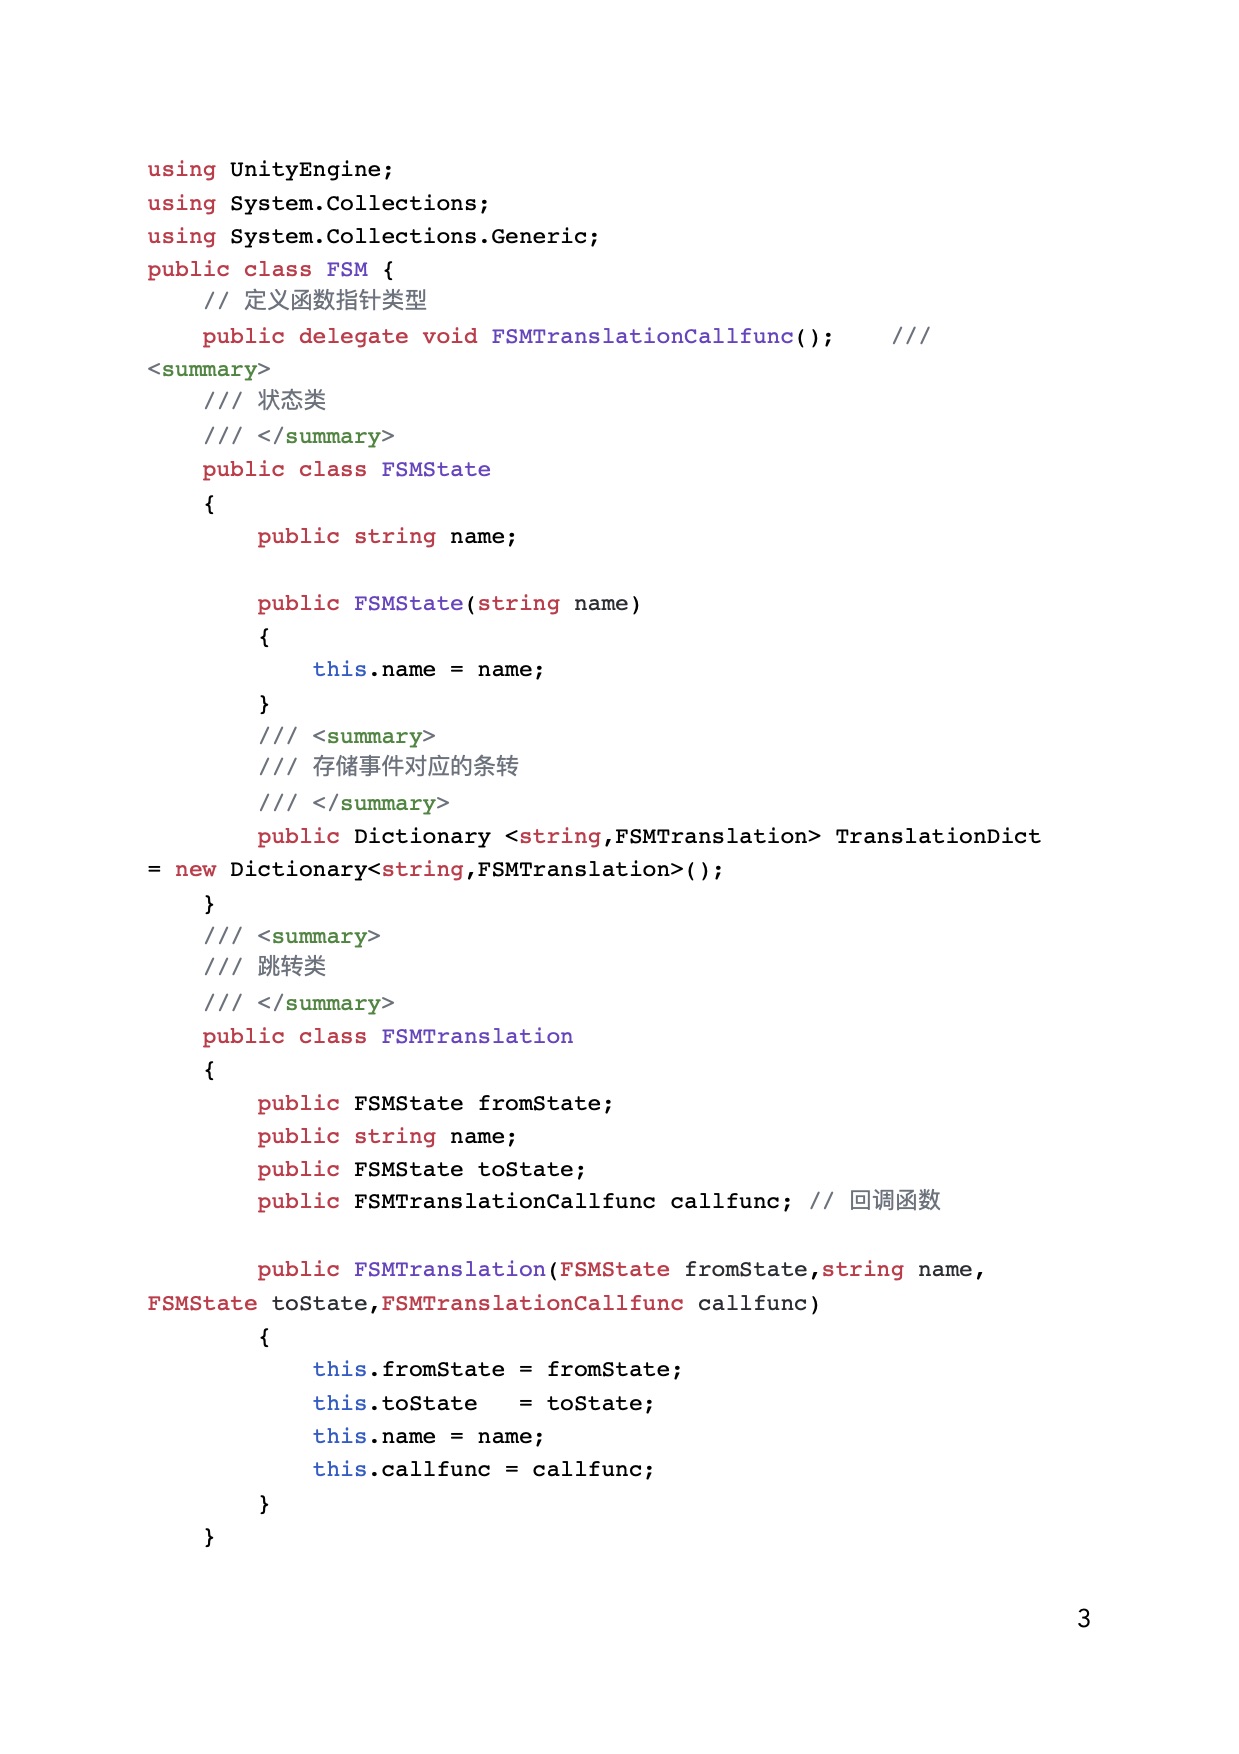 using UnityEngine;
using System.Collections;
using System.Collections.Generic;
public class FSM {
    // 定义函数指针类型
    public delegate void FSMTranslationCallfunc();    ///
<summary>
    /// 状态类
    /// </summary>
    public class FSMState
    {
        public string name;

        public FSMState(string name)
        {
            this.name = name;
        }
        /// <summary>
        /// 存储事件对应的条转
        /// </summary>
        public Dictionary <string,FSMTranslation> TranslationDict
= new Dictionary<string,FSMTranslation>();
    }
    /// <summary>
    /// 跳转类
    /// </summary>
    public class FSMTranslation
    {
        public FSMState fromState;
        public string name;
        public FSMState toState;
        public FSMTranslationCallfunc callfunc; // 回调函数

        public FSMTranslation(FSMState fromState,string name,
FSMState toState,FSMTranslationCallfunc callfunc)
        {
            this.fromState = fromState;
            this.toState   = toState;
            this.name = name;
            this.callfunc = callfunc;
        }
    }
3